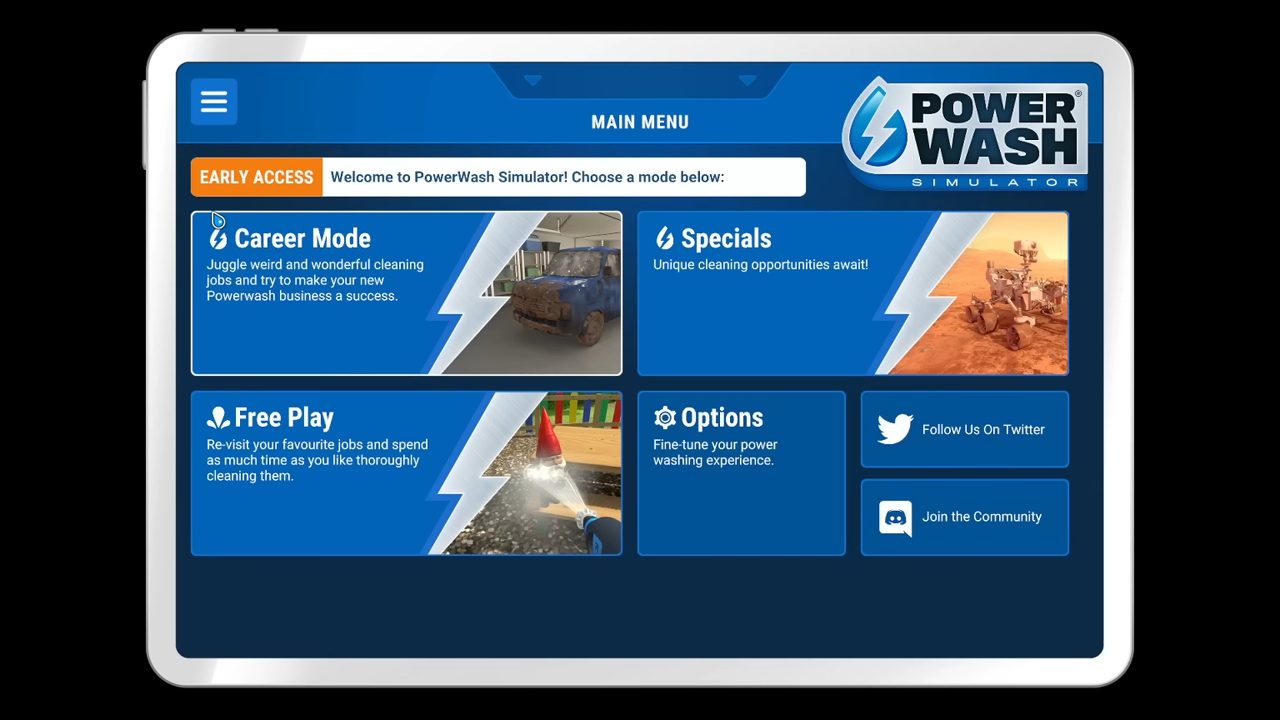 MAIN MENU
POWER
WASH
SIMULATOR
®
EARLY ACCESS
Welcome to PowerWash Simulator! Choose a mode below:
Career Mode
Juggle weird and wonderful cleaning
jobs and try to make your new
Powerwash business a success.
Specials
Unique cleaning opportunities await!
Free Play
Re-visit your favourite jobs and spend
as much time as you like thoroughly
cleaning them.
Options
Fine-tune your power
washing experience.
Follow Us On Twitter
Join the Community